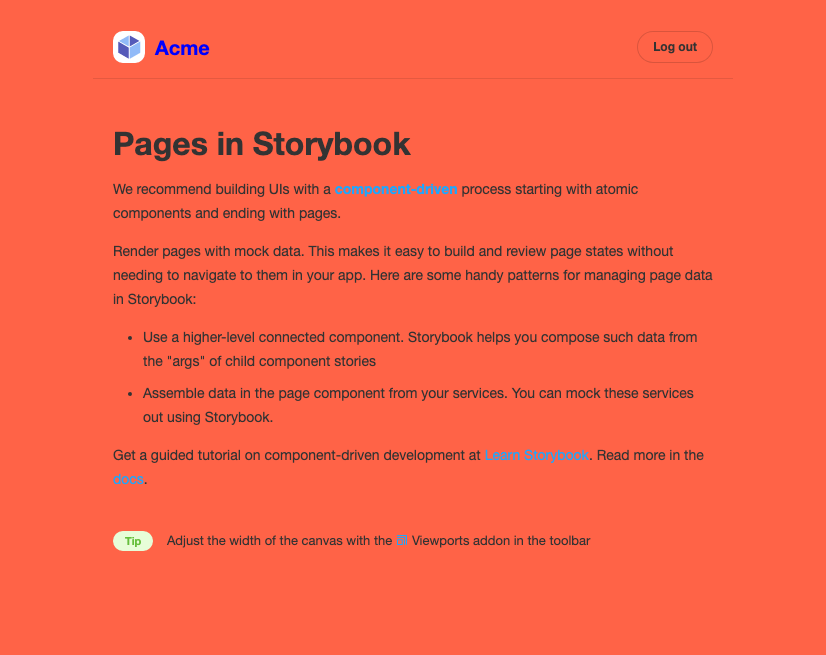 Acme
Log out
Pages in Storybook
We recommend building UIs with a component-driven process starting with atomic
components and ending with pages.
Render pages with mock data. This makes it easy to build and review page states without
needing to navigate to them in your app. Here are some handy patterns for managing page data
in Storybook:
• Use a higher-level connected component. Storybook helps you compose such data from
the "args" of child component stories
• Assemble data in the page component from your services. You can mock these services
out using Storybook.
Get a guided tutorial on component-driven development at Learn Storybook. Read more in the
docs.
Tip Adjust the width of the canvas with the Viewports addon in the toolbar